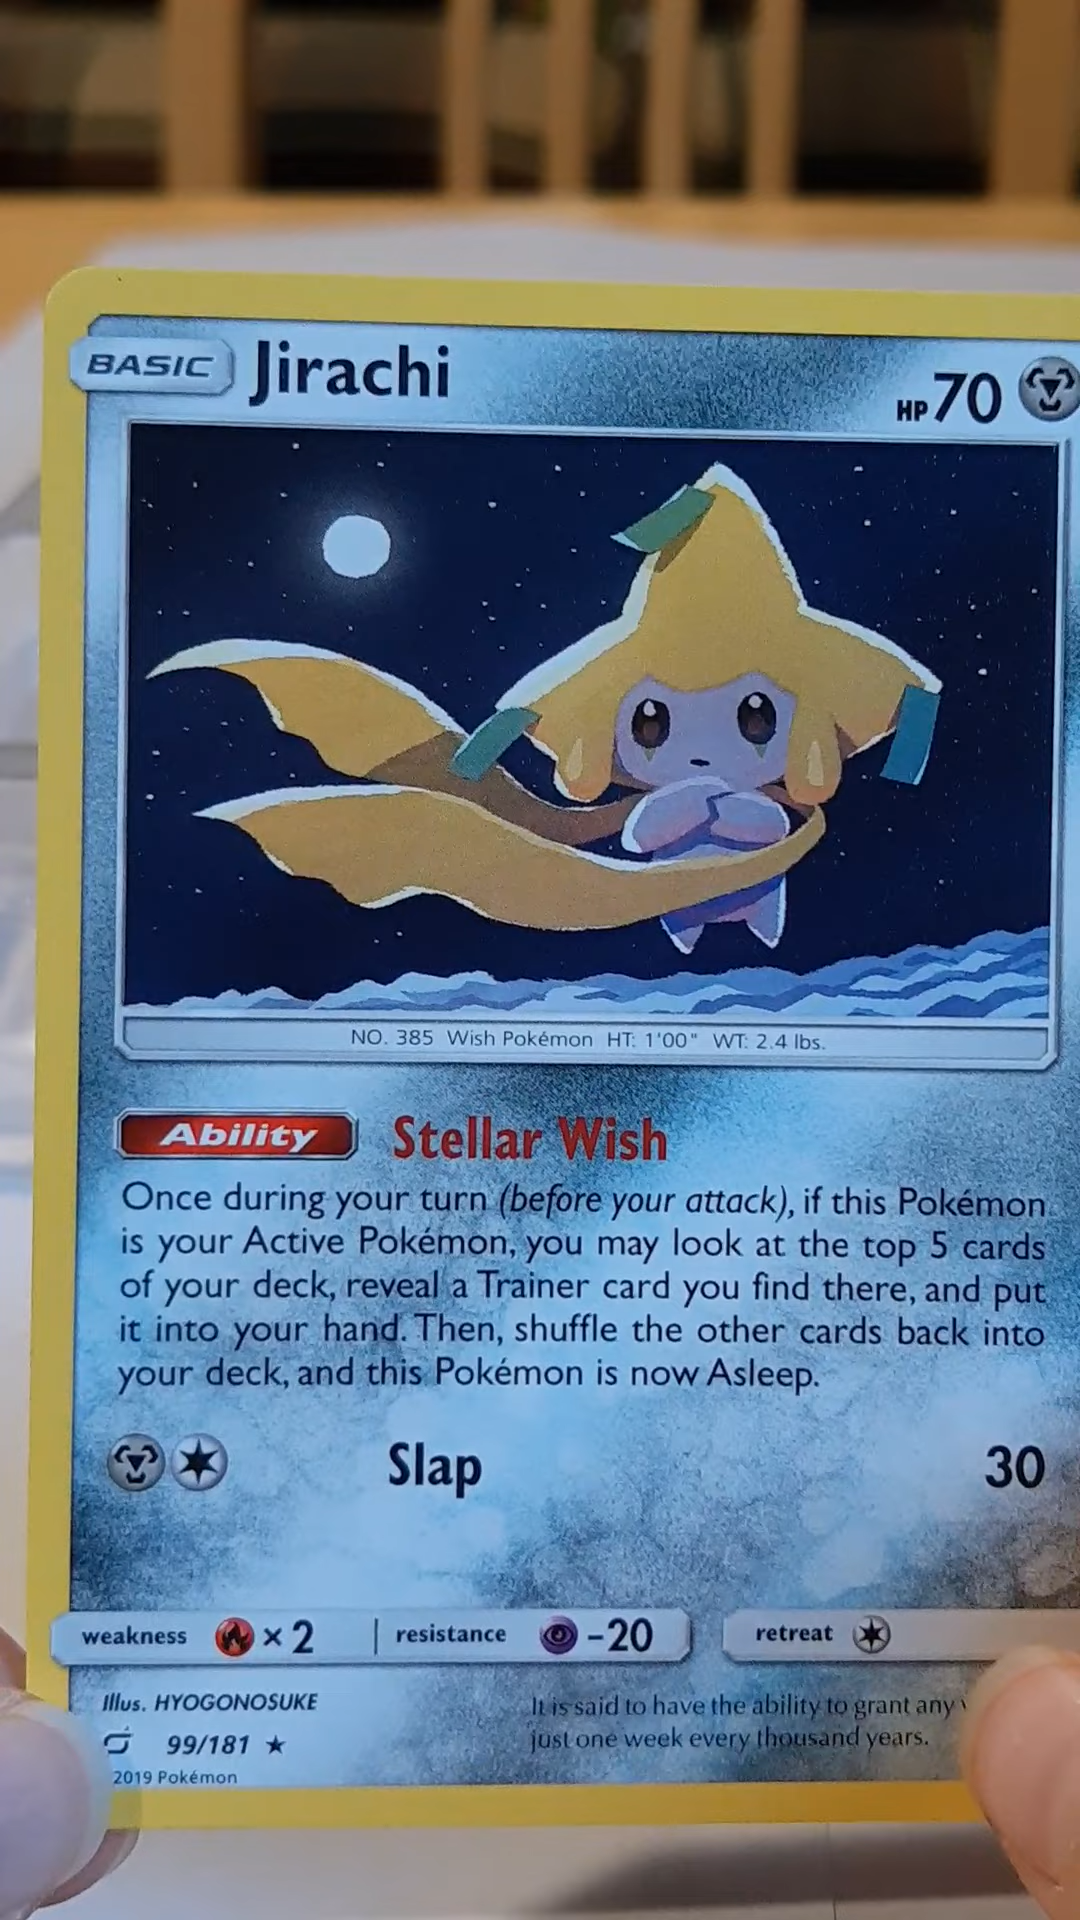 BASIC Jirachi HP 70
NO. 385 Wish Pokémon HT: 1'00" WT: 2.4 lbs.
Ability Stellar Wish
Once during your turn (before your attack), if this Pokémon
is your Active Pokémon, you may look at the top 5 cards
of your deck, reveal a Trainer card you find there, and put
it into your hand. Then, shuffle the other cards back into
your deck, and this Pokémon is now Asleep.
Slap 30
weakness ×2 resistance -20 retreat
Illus. HYOGONOSUKE
99/181 ★
2019 Pokémon
It is said to have the ability to grant any
just one week every thousand years.